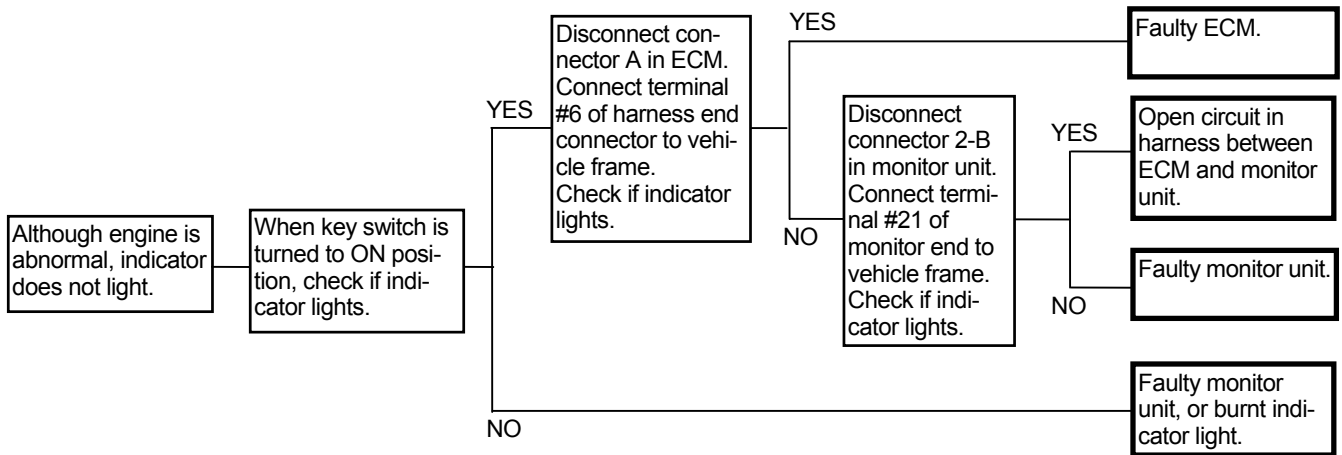 Although engine is
abnormal, indicator
does not light.
When key switch is
turned to ON posi-
tion, check if indi-
cator lights.
YES
Disconnect con-
nector A in ECM.
Connect terminal
#6 of harness end
connector to vehi-
cle frame.
Check if indicator
lights.
YES
Faulty ECM.
NO
Disconnect
connector 2-B
in monitor unit.
Connect termi-
nal #21 of
monitor end to
vehicle frame.
Check if indi-
cator lights.
YES
Open circuit in
harness between
ECM and monitor
unit.
NO
Faulty monitor unit.
NO
Faulty monitor
unit, or burnt indi-
cator light.